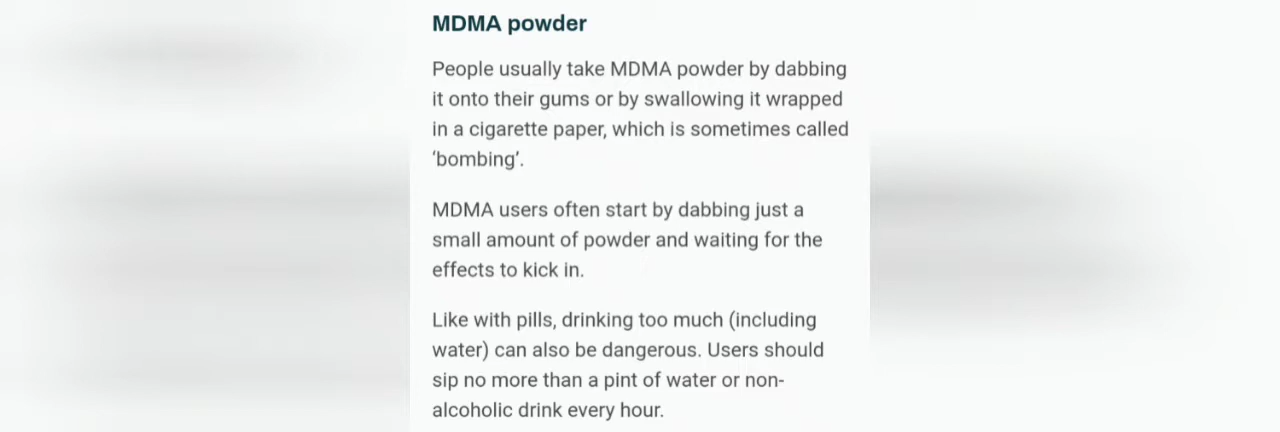 MDMA powder
People usually take MDMA powder by dabbing
it onto their gums or by swallowing it wrapped
in a cigarette paper, which is sometimes called
‘bombing’.
MDMA users often start by dabbing just a
small amount of powder and waiting for the
effects to kick in.
Like with pills, drinking too much (including
water) can also be dangerous. Users should
sip no more than a pint of water or non-
alcoholic drink every hour.